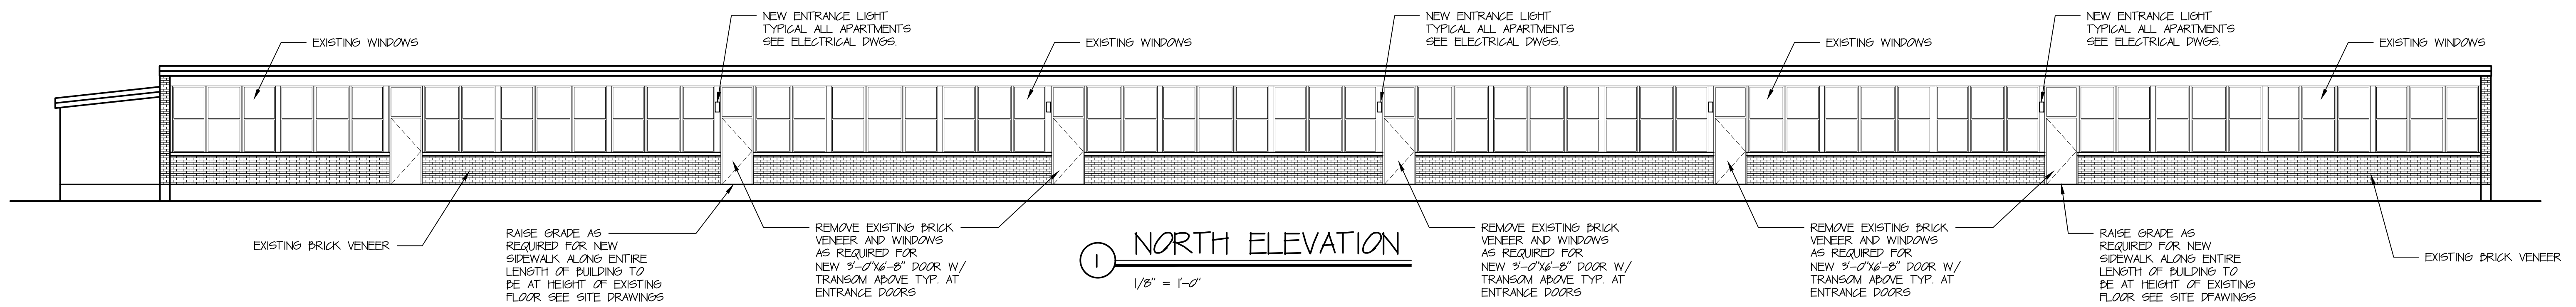 NEW ENTRANCE LIGHT
TYPICAL ALL APARTMENTS
SEE ELECTRICAL DWGS.
NEW ENTRANCE LIGHT
TYPICAL ALL APARTMENTS
SEE ELECTRICAL DWGS.
NEW ENTRANCE LIGHT
TYPICAL ALL APARTMENTS
SEE ELECTRICAL DWGS.
EXISTING WINDOWS
EXISTING WINDOWS
EXISTING WINDOWS
EXISTING WINDOWS
EXISTING BRICK VENEER
RAISE GRADE AS
REQUIRED FOR NEW
SIDEWALK ALONG ENTIRE
LENGTH OF BUILDING TO
BE AT HEIGHT OF EXISTING
FLOOR SEE SITE DRAWINGS
REMOVE EXISTING BRICK
VENEER AND WINDOWS
AS REQUIRED FOR
NEW 3'-0"X6'-8" DOOR W/
TRANSOM ABOVE TYP. AT
ENTRANCE DOORS
1
NORTH ELEVATION
1/8" = 1'-0"
REMOVE EXISTING BRICK
VENEER AND WINDOWS
AS REQUIRED FOR
NEW 3'-0"X6'-8" DOOR W/
TRANSOM ABOVE TYP. AT
ENTRANCE DOORS
REMOVE EXISTING BRICK
VENEER AND WINDOWS
AS REQUIRED FOR
NEW 3'-0"X6'-8" DOOR W/
TRANSOM ABOVE TYP. AT
ENTRANCE DOORS
RAISE GRADE AS
REQUIRED FOR NEW
SIDEWALK ALONG ENTIRE
LENGTH OF BUILDING TO
BE AT HEIGHT OF EXISTING
FLOOR SEE SITE DFAWINGS
EXISTING BRICK VENEER